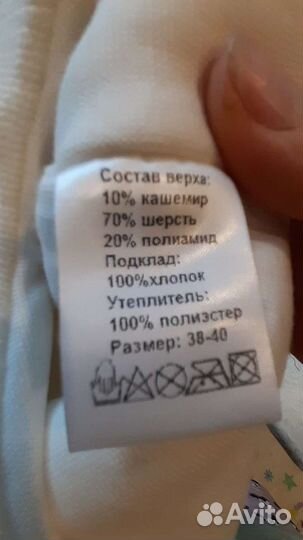 Состав верха:
10% кашемир
70% шерсть
20% полиамид
Подклад:
100%хлопок
Утеплитель:
100% полиэстер
Размер: 38-40
Avito